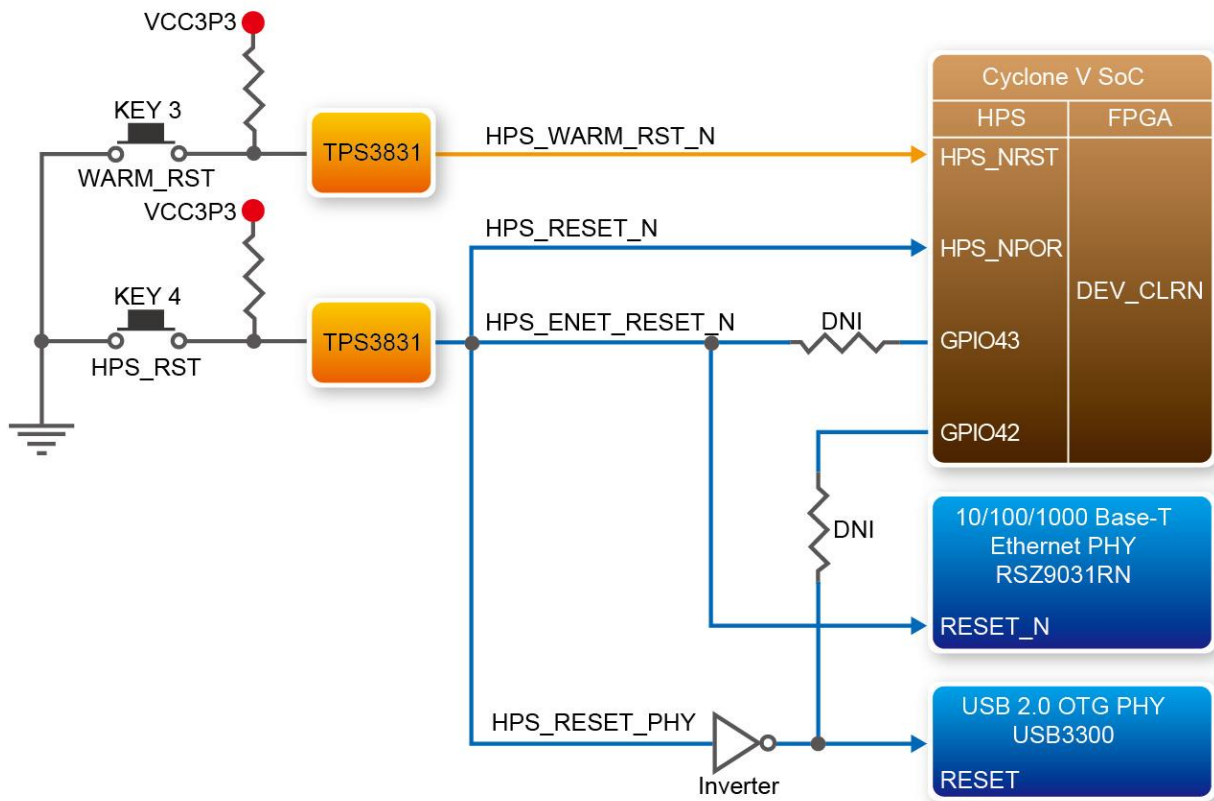 VCC3P3
KEY 3
WARM_RST
TPS3831
HPS_WARM_RST_N
VCC3P3
KEY 4
HPS_RST
TPS3831
HPS_RESET_N
HPS_ENET_RESET_N
DNI
DNI
HPS_RESET_PHY
Inverter
Cyclone V SoC
HPS
FPGA
HPS_NRST
HPS_NPOR
DEV_CLRN
GPIO43
GPIO42
10/100/1000 Base-T
Ethernet PHY
RSZ9031RN
RESET_N
USB 2.0 OTG PHY
USB3300
RESET